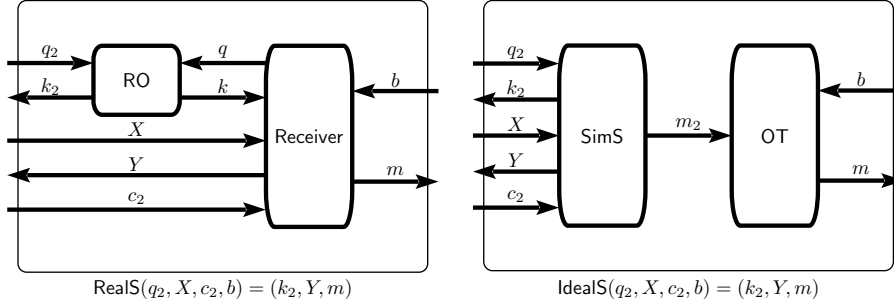 q₂ q q₂
RO k₂
k₂ k b b
X X m₂
Receiver SimS OT
Y Y
m m
c₂ c₂
RealS(q₂, X, c₂, b) = (k₂, Y, m) IdealS(q₂, X, c₂, b) = (k₂, Y, m)